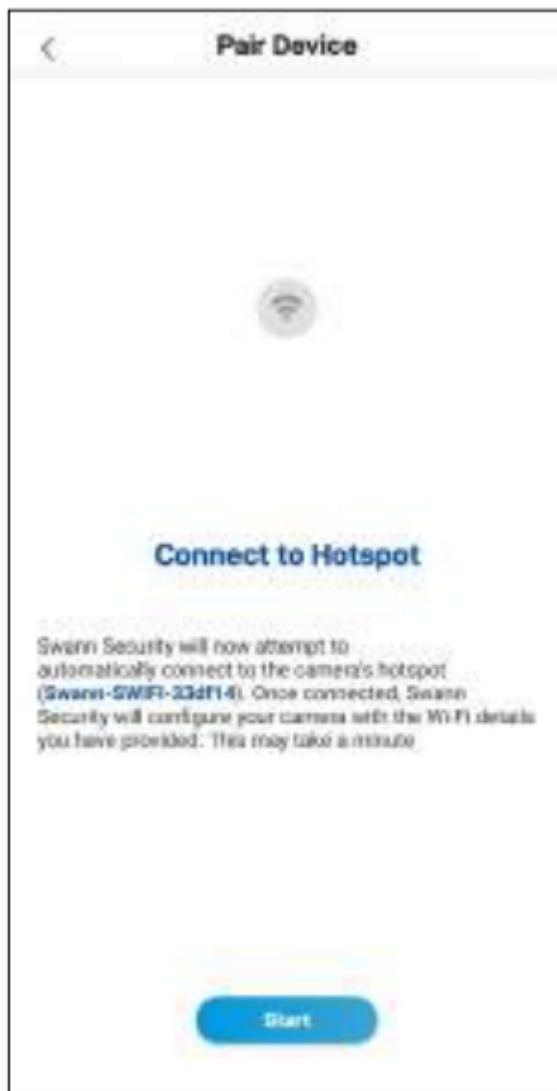 Pair Device
Connect to Hotspot
Swann Security will now attempt to
automatically connect to the camera's hotspot
(Swann-SWIFI-33df14). Once connected, Swann
Security will configure your camera with the Wi-Fi details
you have provided. This may take a minute
Start